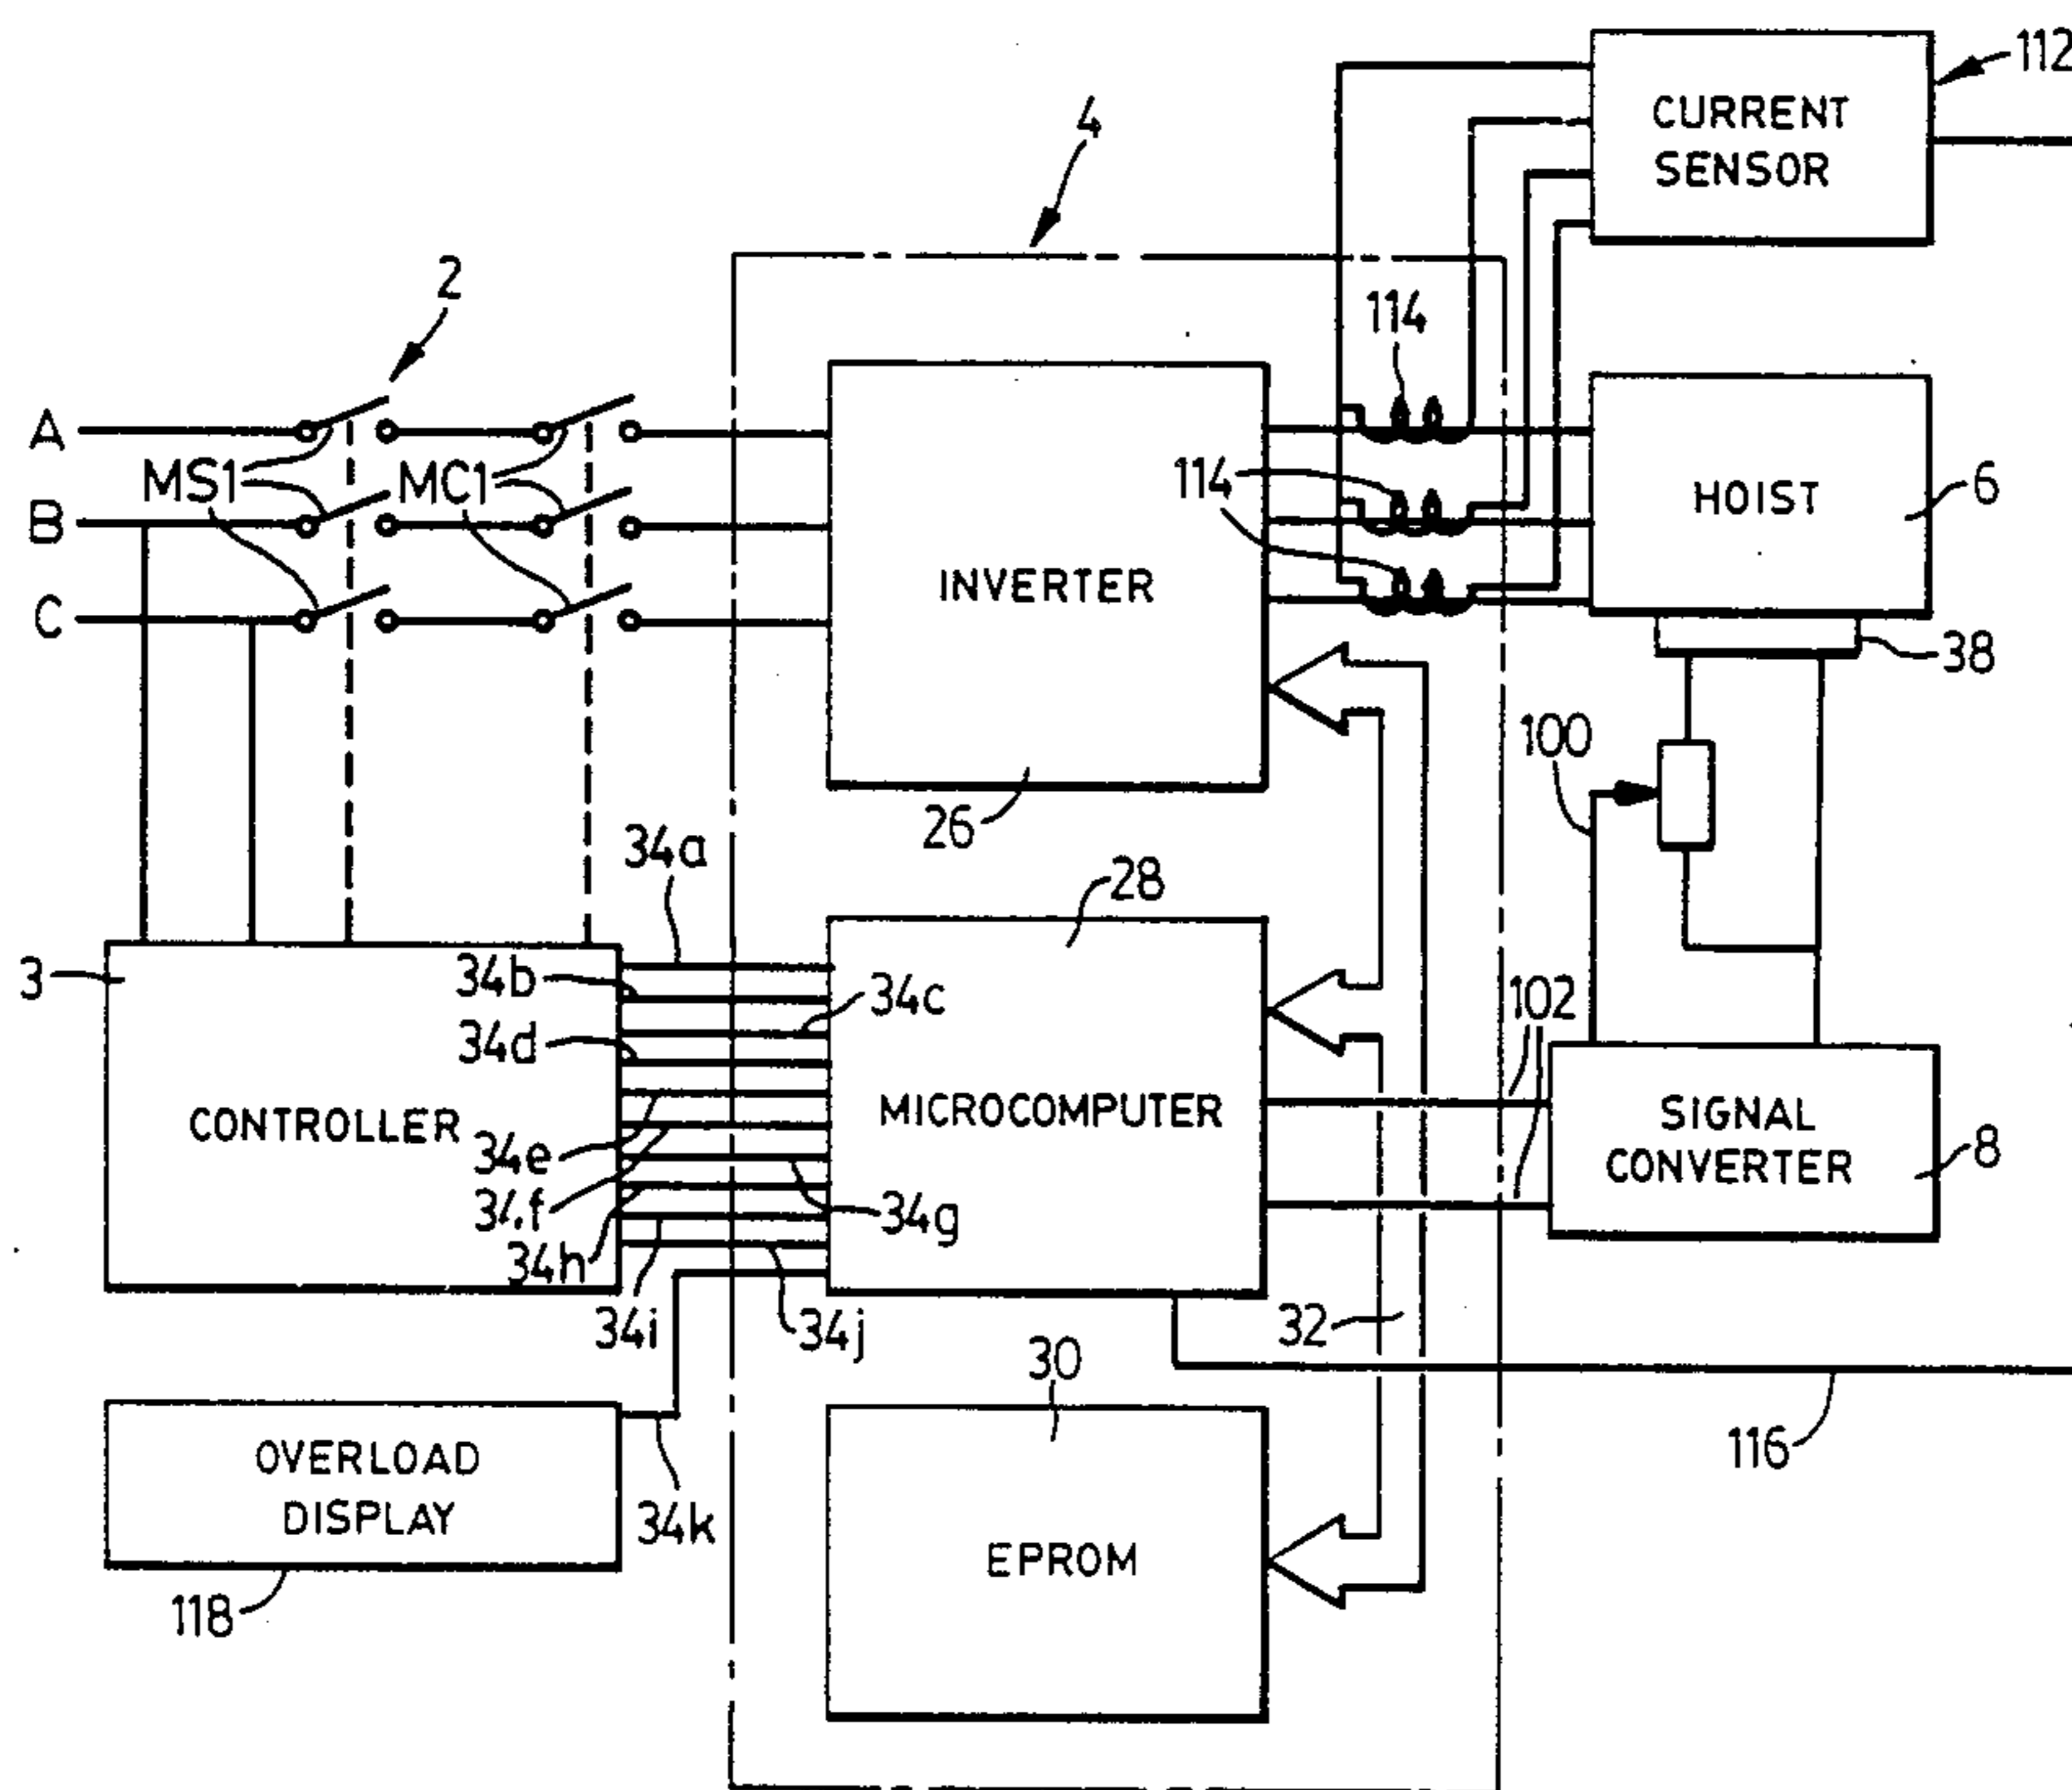 112
CURRENT
SENSOR
4
2
114
A
MS1
MC1
B
114
HOIST
6
INVERTER
C
38
100
26
34a
28
3
34b
34c
34d
102
CONTROLLER
MICROCOMPUTER
SIGNAL
CONVERTER
8
34e
34f
34g
34h
34i
34j
32
30
116
OVERLOAD
DISPLAY
34k
EPROM
118